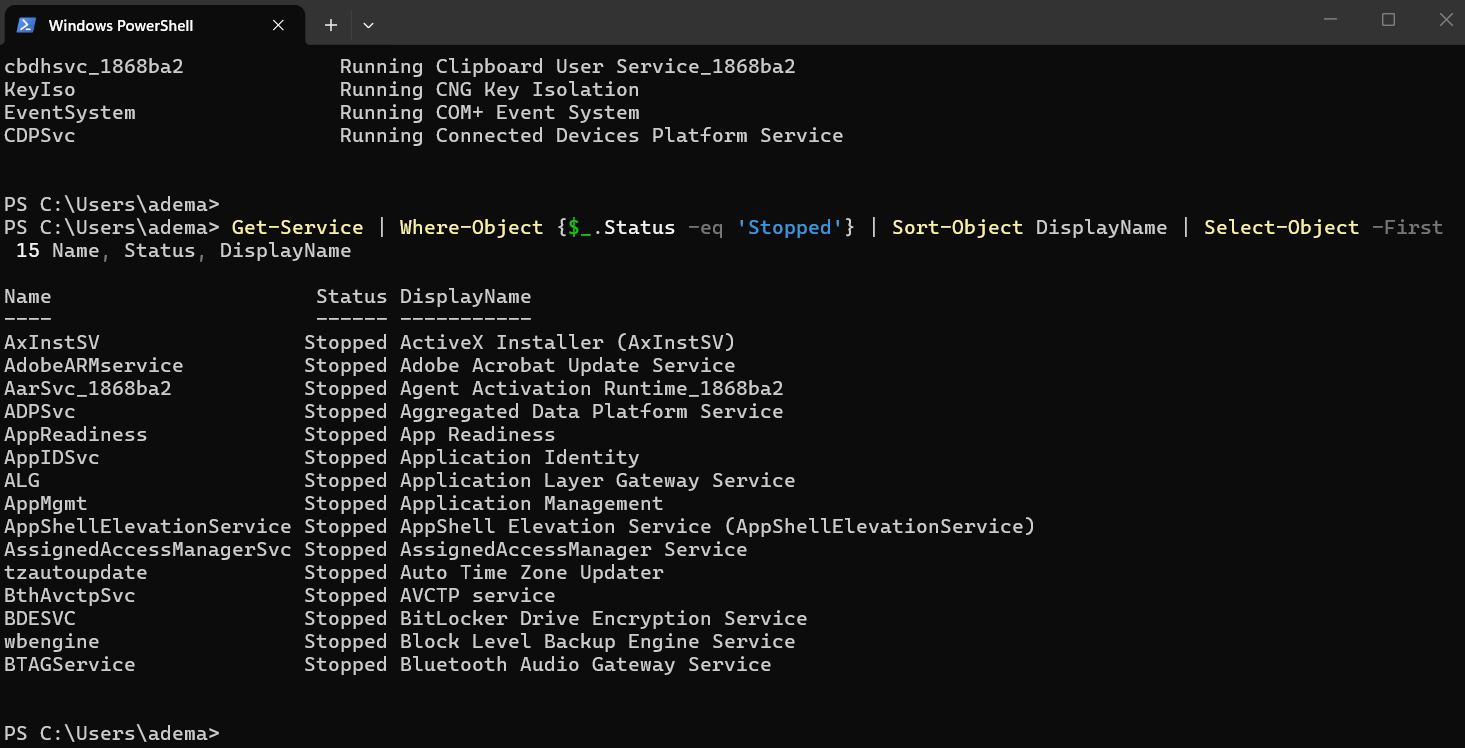 Windows PowerShell
cbdhsvc_1868ba2             Running Clipboard User Service_1868ba2
KeyIso                      Running CNG Key Isolation
EventSystem                 Running COM+ Event System
CDPSvc                      Running Connected Devices Platform Service
PS C:\Users\adema>
PS C:\Users\adema> Get-Service | Where-Object {$_.Status -eq 'Stopped'} | Sort-Object DisplayName | Select-Object -First
 15 Name, Status, DisplayName
Name                      Status DisplayName
----                      ------ -----------
AxInstSV                 Stopped ActiveX Installer (AxInstSV)
AdobeARMservice          Stopped Adobe Acrobat Update Service
AarSvc_1868ba2           Stopped Agent Activation Runtime_1868ba2
ADPSvc                   Stopped Aggregated Data Platform Service
AppReadiness             Stopped App Readiness
AppIDSvc                 Stopped Application Identity
ALG                      Stopped Application Layer Gateway Service
AppMgmt                  Stopped Application Management
AppShellElevationService Stopped AppShell Elevation Service (AppShellElevationService)
AssignedAccessManagerSvc Stopped AssignedAccessManager Service
tzautoupdate             Stopped Auto Time Zone Updater
BthAvctpSvc              Stopped AVCTP service
BDESVC                   Stopped BitLocker Drive Encryption Service
wbengine                 Stopped Block Level Backup Engine Service
BTAGService              Stopped Bluetooth Audio Gateway Service
PS C:\Users\adema>